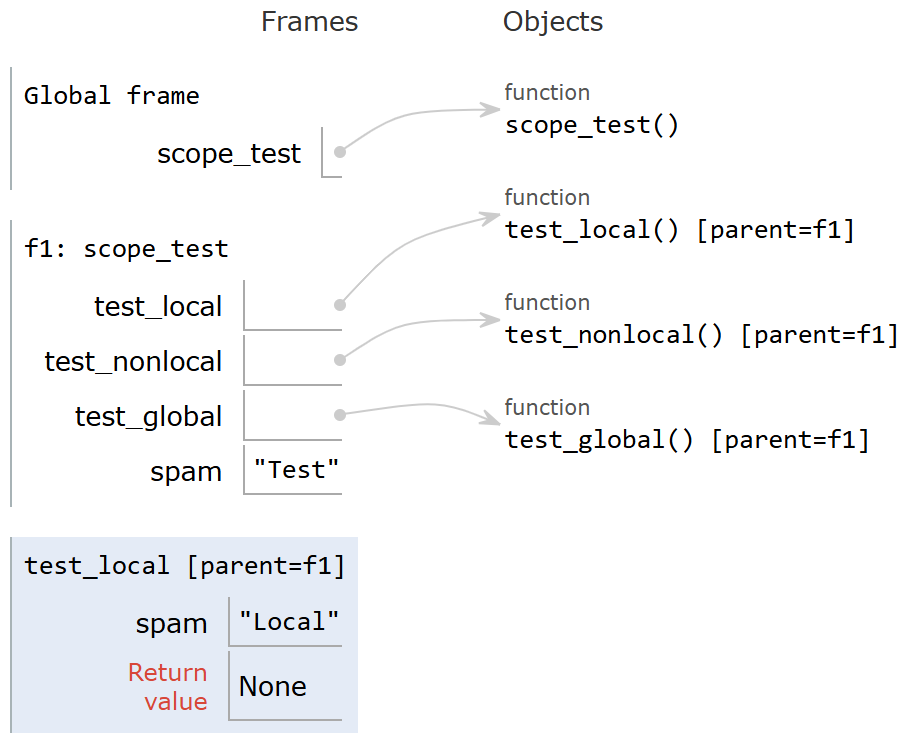 Frames Objects
Global frame
scope_test
function
scope_test()
f1: scope_test
test_local
test_nonlocal
test_global
spam "Test"
function
test_local() [parent=f1]
function
test_nonlocal() [parent=f1]
function
test_global() [parent=f1]
test_local [parent=f1]
spam "Local"
Return
value
None